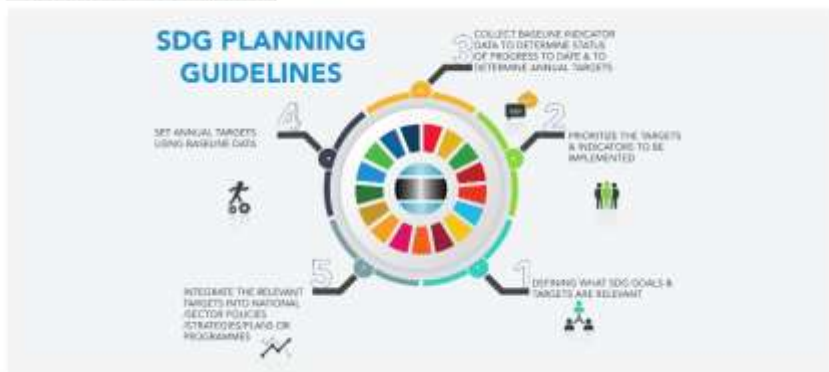 SDG PLANNING
GUIDELINES
3
COLLECT BASELINE INDICATOR
DATA TO DETERMINE STATUS
OF PROGRESS TO DATE & TO
DETERMINE ANNUAL TARGETS
4
SET ANNUAL TARGETS
USING BASELINE DATA
2
PRIORITIZE THE TARGETS
& INDICATORS TO BE
IMPLEMENTED
5
INTEGRATE THE RELEVANT
TARGETS INTO NATIONAL
/SECTOR POLICIES
/STRATEGIES/PLANS OR
PROGRAMMES
1
DEFINING WHAT SDG GOALS &
TARGETS ARE RELEVANT